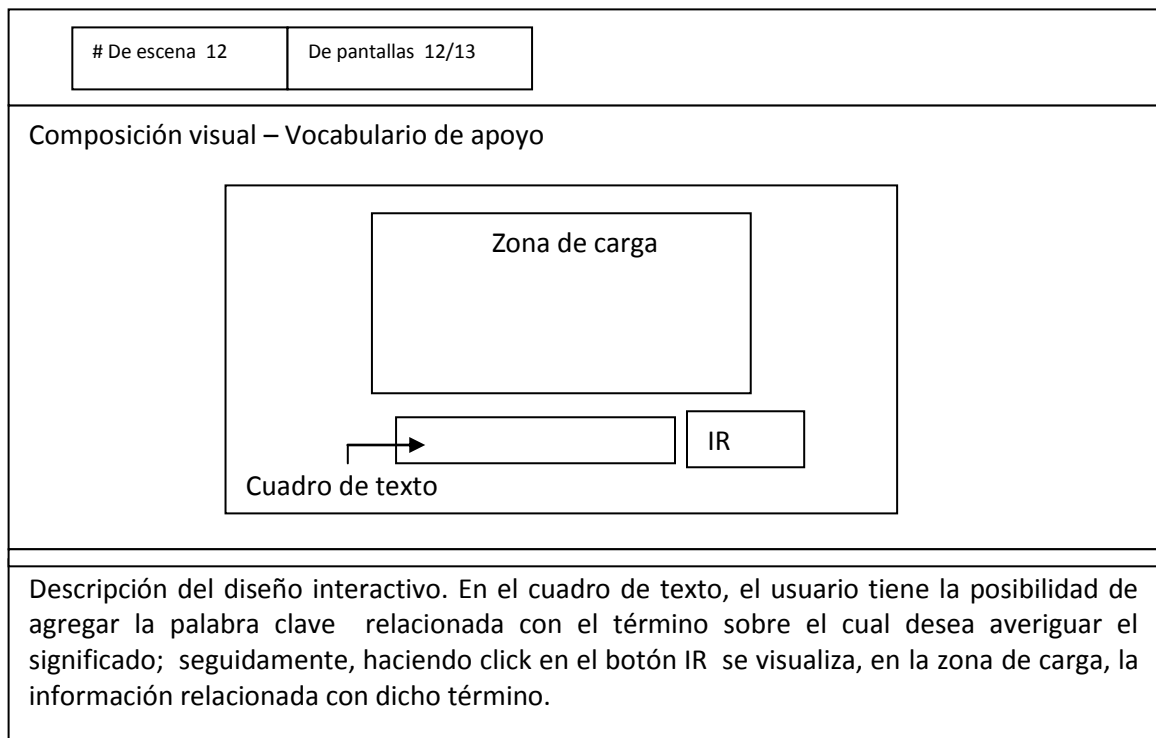 # De escena 12
De pantallas 12/13
Composición visual – Vocabulario de apoyo
Zona de carga
IR
Cuadro de texto
Descripción del diseño interactivo. En el cuadro de texto, el usuario tiene la posibilidad de
agregar la palabra clave relacionada con el término sobre el cual desea averiguar el
significado; seguidamente, haciendo click en el botón IR se visualiza, en la zona de carga, la
información relacionada con dicho término.